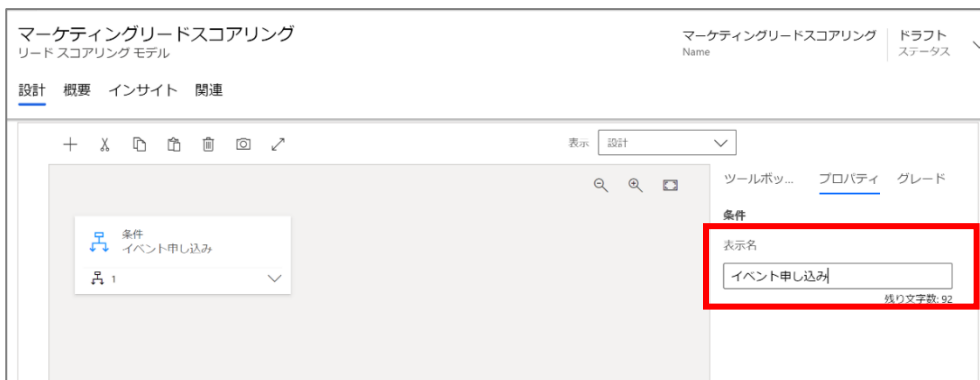 マーケティングリードスコアリング
リード スコアリング モデル
マーケティングリードスコアリング
Name
ドラフト
ステータス
設計 概要 インサイト 関連
表示 設計
ツールボッ... プロパティ グレード
条件
イベント申し込み
1
条件
表示名
イベント申し込み
残り文字数: 92